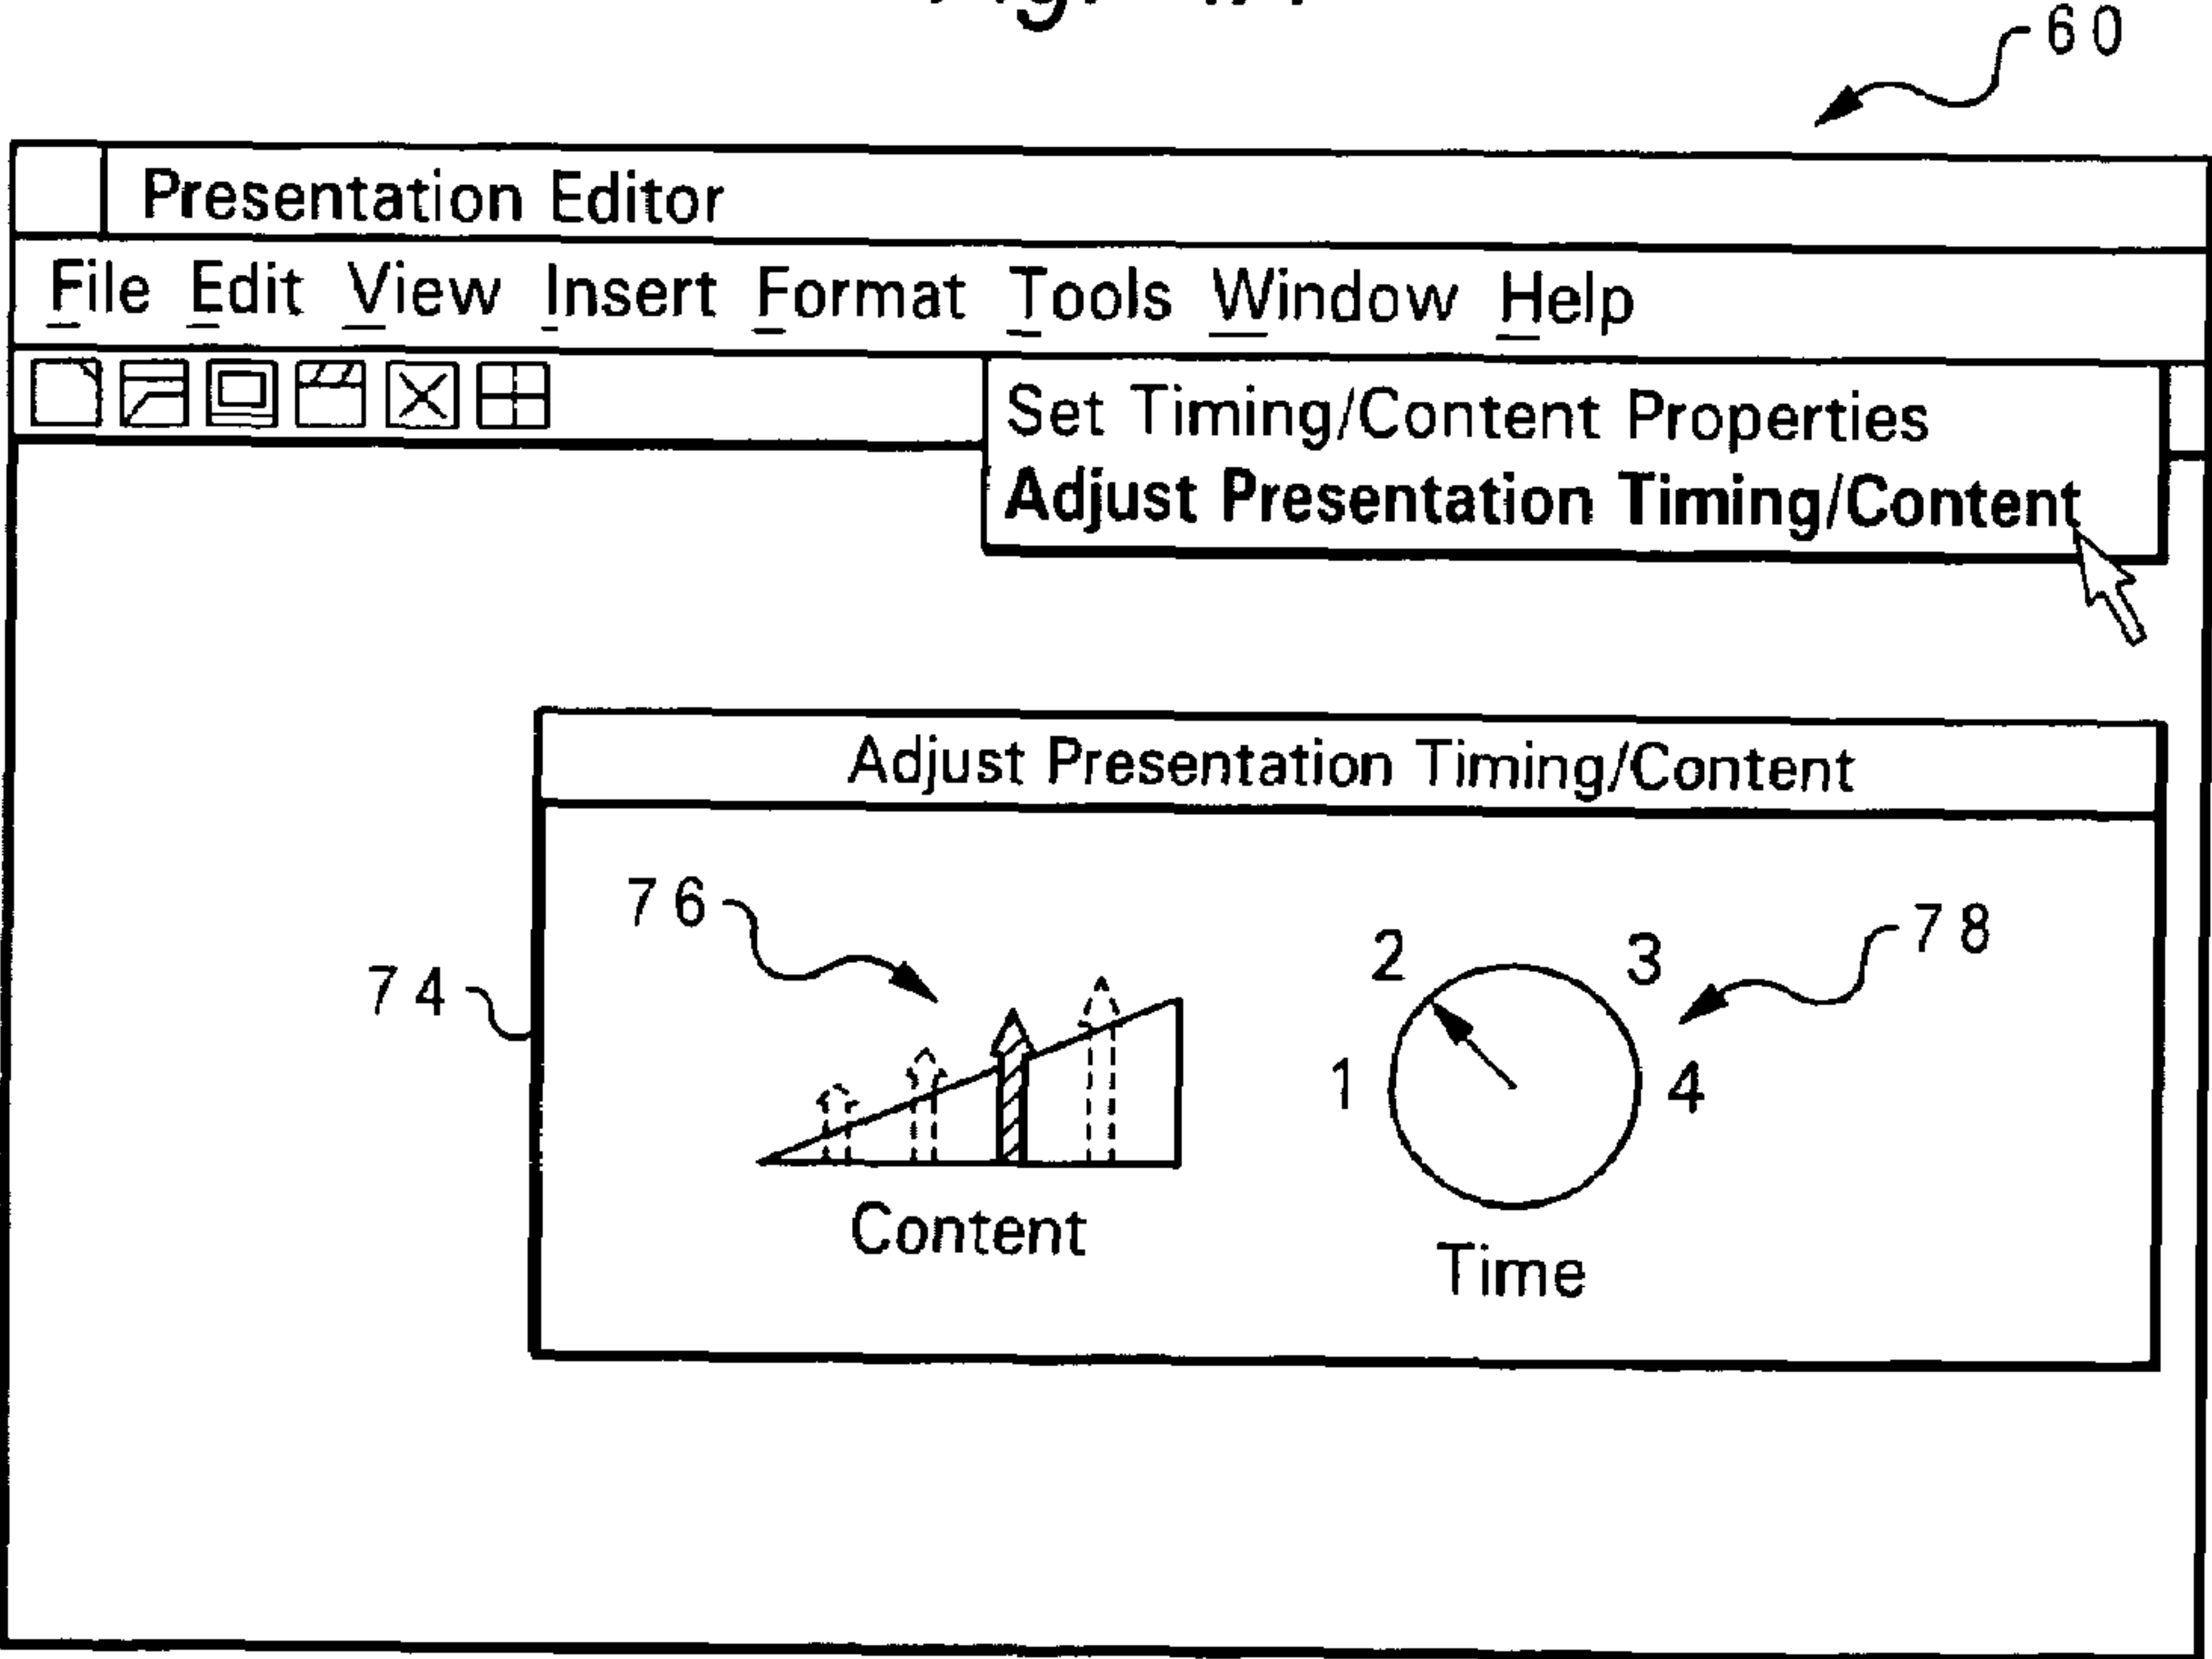 60
Presentation Editor
File Edit View Insert Format Tools Window Help
Set Timing/Content Properties
Adjust Presentation Timing/Content
Adjust Presentation Timing/Content
76
78
74
2
3
1
4
Content
Time